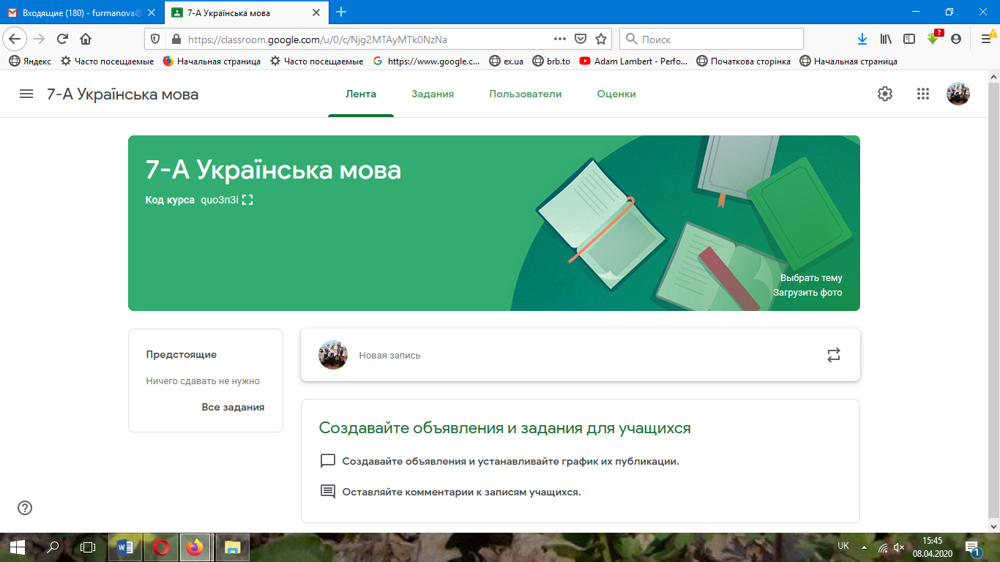 Входящие (180) - furmanova@
7-А Українська мова
https://classroom.google.com/u/0/c/Njg2MTAyMTk0NzNa
Поиск
Яндекс
Часто посещаемые
Начальная страница
Часто посещаемые
https://www.google.c...
ex.ua
brb.to
Adam Lambert - Perfo...
Початкова сторінка
Начальная страница
7-А Українська мова
Лента
Задания
Пользователи
Оценки
7-А Українська мова
Код курса quo3n3i
Выбрать тему
Загрузить фото
Предстоящие
Ничего сдавать не нужно
Все задания
Новая запись
Создавайте объявления и задания для учащихся
Создавайте объявления и устанавливайте график их публикации.
Оставляйте комментарии к записям учащихся.
UK
15:45
08.04.2020
1